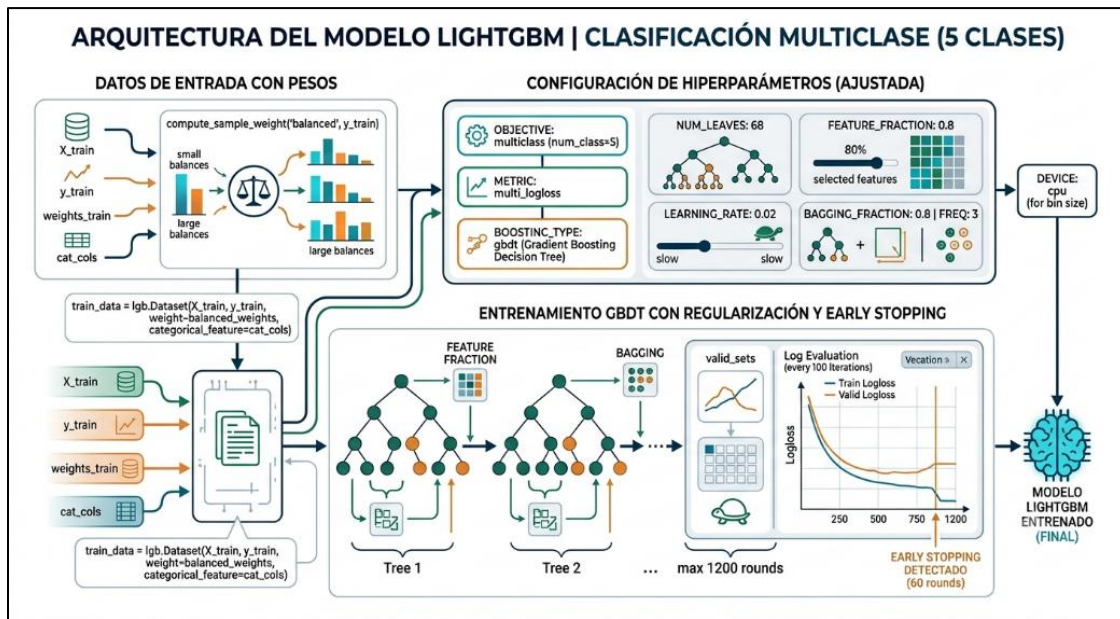 ARQUITECTURA DEL MODELO LIGHTGBM | CLASIFICACIÓN MULTICLASE (5 CLASES)
DATOS DE ENTRADA CON PESOS
X_train
y_train
weights_train
cat_cols
compute_sample_weight('balanced', y_train)
small
balances
large
balances
large balances
CONFIGURACIÓN DE HIPERPARÁMETROS (AJUSTADA)
OBJECTIVE:
multiclass (num_class=S)
METRIC:
multi_logloss
BOOSTINC_TYPE:
gbdt (Gradient Boosting
Decision Tree)
NUM_LEAVES: 68
FEATURE_FRACTION: 0.8
80%
selected features
LEARNING_RATE: 0.02
slow
slow
BAGGING_FRACTION: 0.8 | FREQ: 3
DEVICE:
cpu
(for bin size)
train_data = lgb.Dataset(X_train, y_train,
weight=balanced_weights,
categorical_feature=cat_cols)
X_train
y_train
weights_train
cat_cols
train_data = lgb.Dataset(X_train, y_train,
weight=balanced_weights,
categorical_feature=cat_cols)
ENTRENAMIENTO GBDT CON REGULARIZACIÓN Y EARLY STOPPING
FEATURE
FRACTION
BAGGING
Tree 1
Tree 2
...
max 1200 rounds
valid_sets
Log Evaluation
(every 100 Iterations)
Vecation » | ×
Train Logloss
Valid Logloss
Logloss
250
500
750
1200
EARLY STOPPING
DETECTADO
(60 rounds)
MODELO
LIGHTGBM
ENTRENADO
(FINAL)